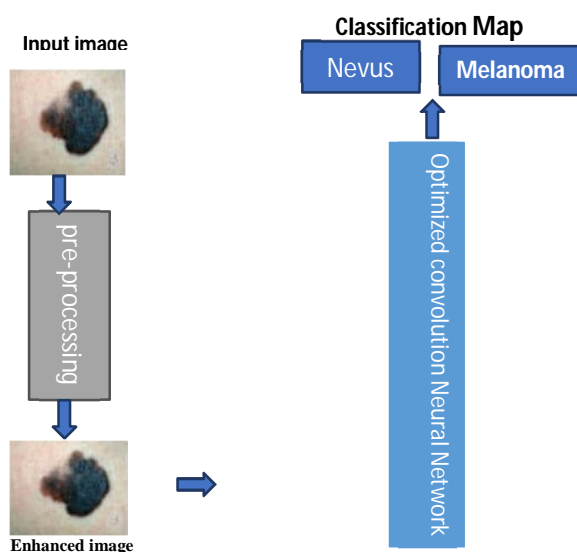 Input image
pre-processing
Enhanced image
Classification Map
Nevus
Melanoma
Optimized convolution Neural Network